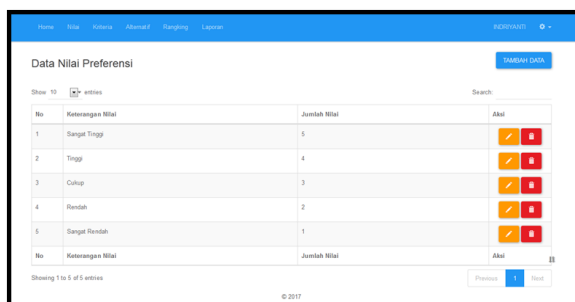 Home Nilai Kriteria Alternatif Rangking Laporan INDRIYANTI
Data Nilai Preferensi TAMBAH DATA
Show 10 entries Search:
No Keterangan Nilai Jumlah Nilai Aksi
1 Sangat Tinggi 5
2 Tinggi 4
3 Cukup 3
4 Rendah 2
5 Sangat Rendah 1
No Keterangan Nilai Jumlah Nilai Aksi
Showing 1 to 5 of 5 entries Previous 1 Next
© 2017